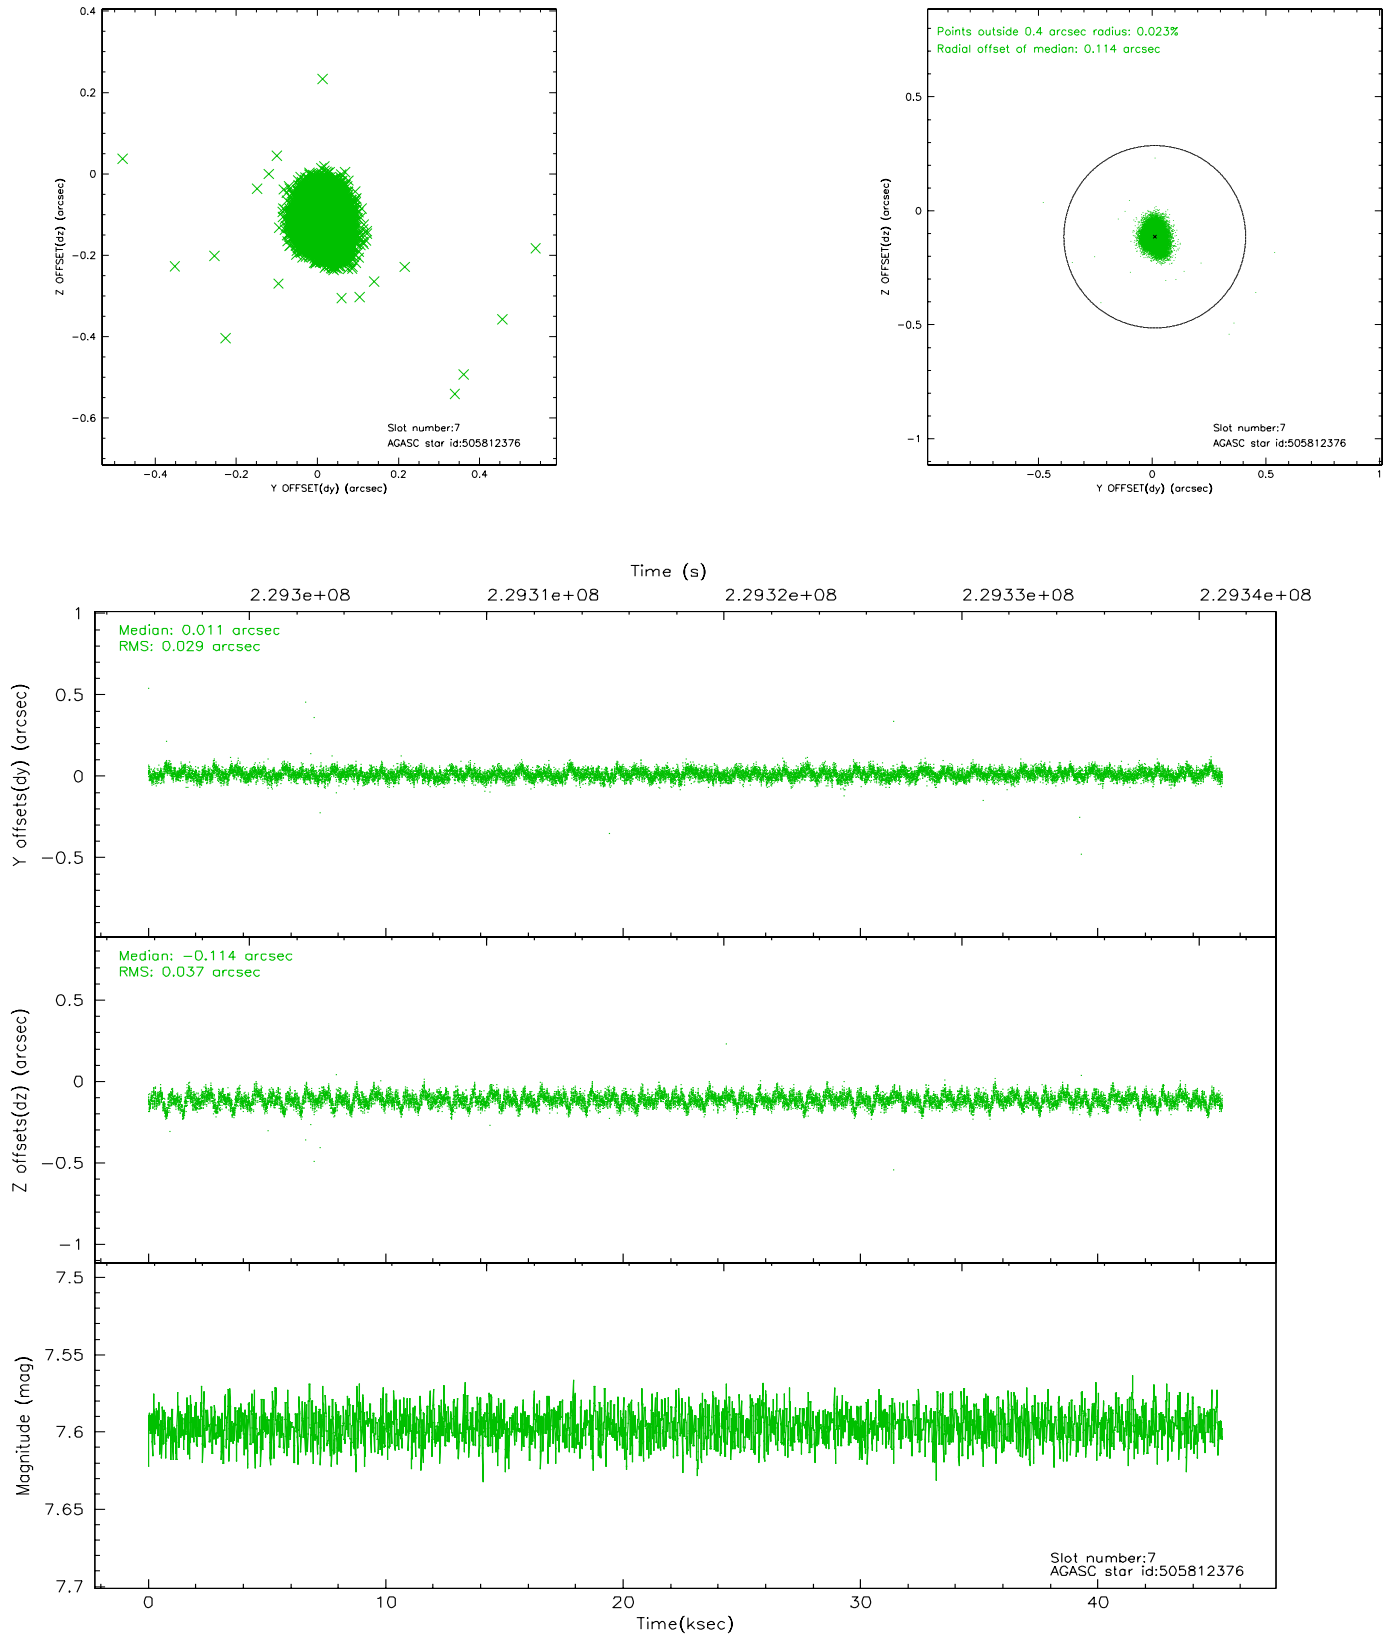 0.4
0.2
0
−0.2
−0.4
−0.6
Z OFFSET(dz) (arcsec)
−0.4
−0.2
0
0.2
0.4
Y OFFSET(dy) (arcsec)
Slot number:7
AGASC star id:505812376
Points outside 0.4 arcsec radius: 0.023%
Radial offset of median: 0.114 arcsec
0.5
0
−0.5
−1
Z OFFSET(dz) (arcsec)
−0.5
0
0.5
1
Y OFFSET(dy) (arcsec)
Slot number:7
AGASC star id:505812376
Time (s)
2.293e+08
2.2931e+08
2.2932e+08
2.2933e+08
2.2934e+08
Median: 0.011 arcsec
RMS: 0.029 arcsec
1
0.5
0
−0.5
Y offsets(dy) (arcsec)
Median: −0.114 arcsec
RMS: 0.037 arcsec
0.5
0
−0.5
−1
Z offsets(dz) (arcsec)
7.5
7.55
7.6
7.65
7.7
Magnitude (mag)
Slot number:7
AGASC star id:505812376
0
10
20
30
40
Time(ksec)